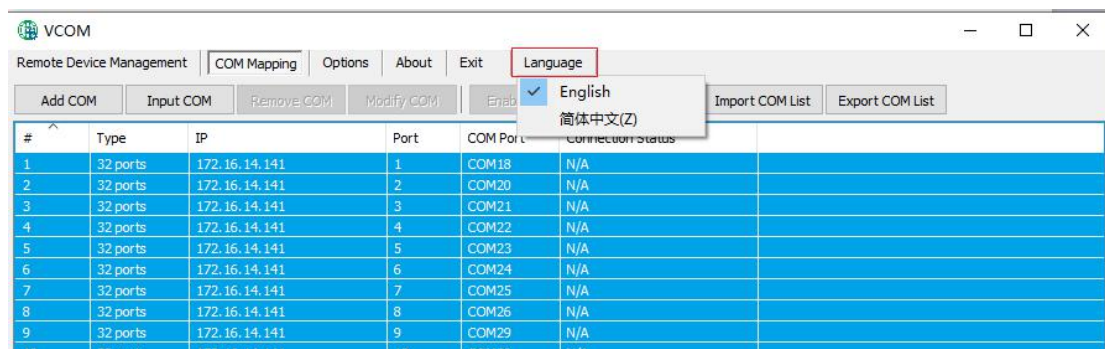 VCOM
Remote Device Management COM Mapping Options About Exit Language
English
简体中文(Z)
Add COM Input COM Remove COM Modify COM Import COM List Export COM List
# Type IP Port COM Port Connection Status
1 32 ports 172.16.14.141 1 COM18 N/A
2 32 ports 172.16.14.141 2 COM20 N/A
3 32 ports 172.16.14.141 3 COM21 N/A
4 32 ports 172.16.14.141 4 COM22 N/A
5 32 ports 172.16.14.141 5 COM23 N/A
6 32 ports 172.16.14.141 6 COM24 N/A
7 32 ports 172.16.14.141 7 COM25 N/A
8 32 ports 172.16.14.141 8 COM26 N/A
9 32 ports 172.16.14.141 9 COM29 N/A